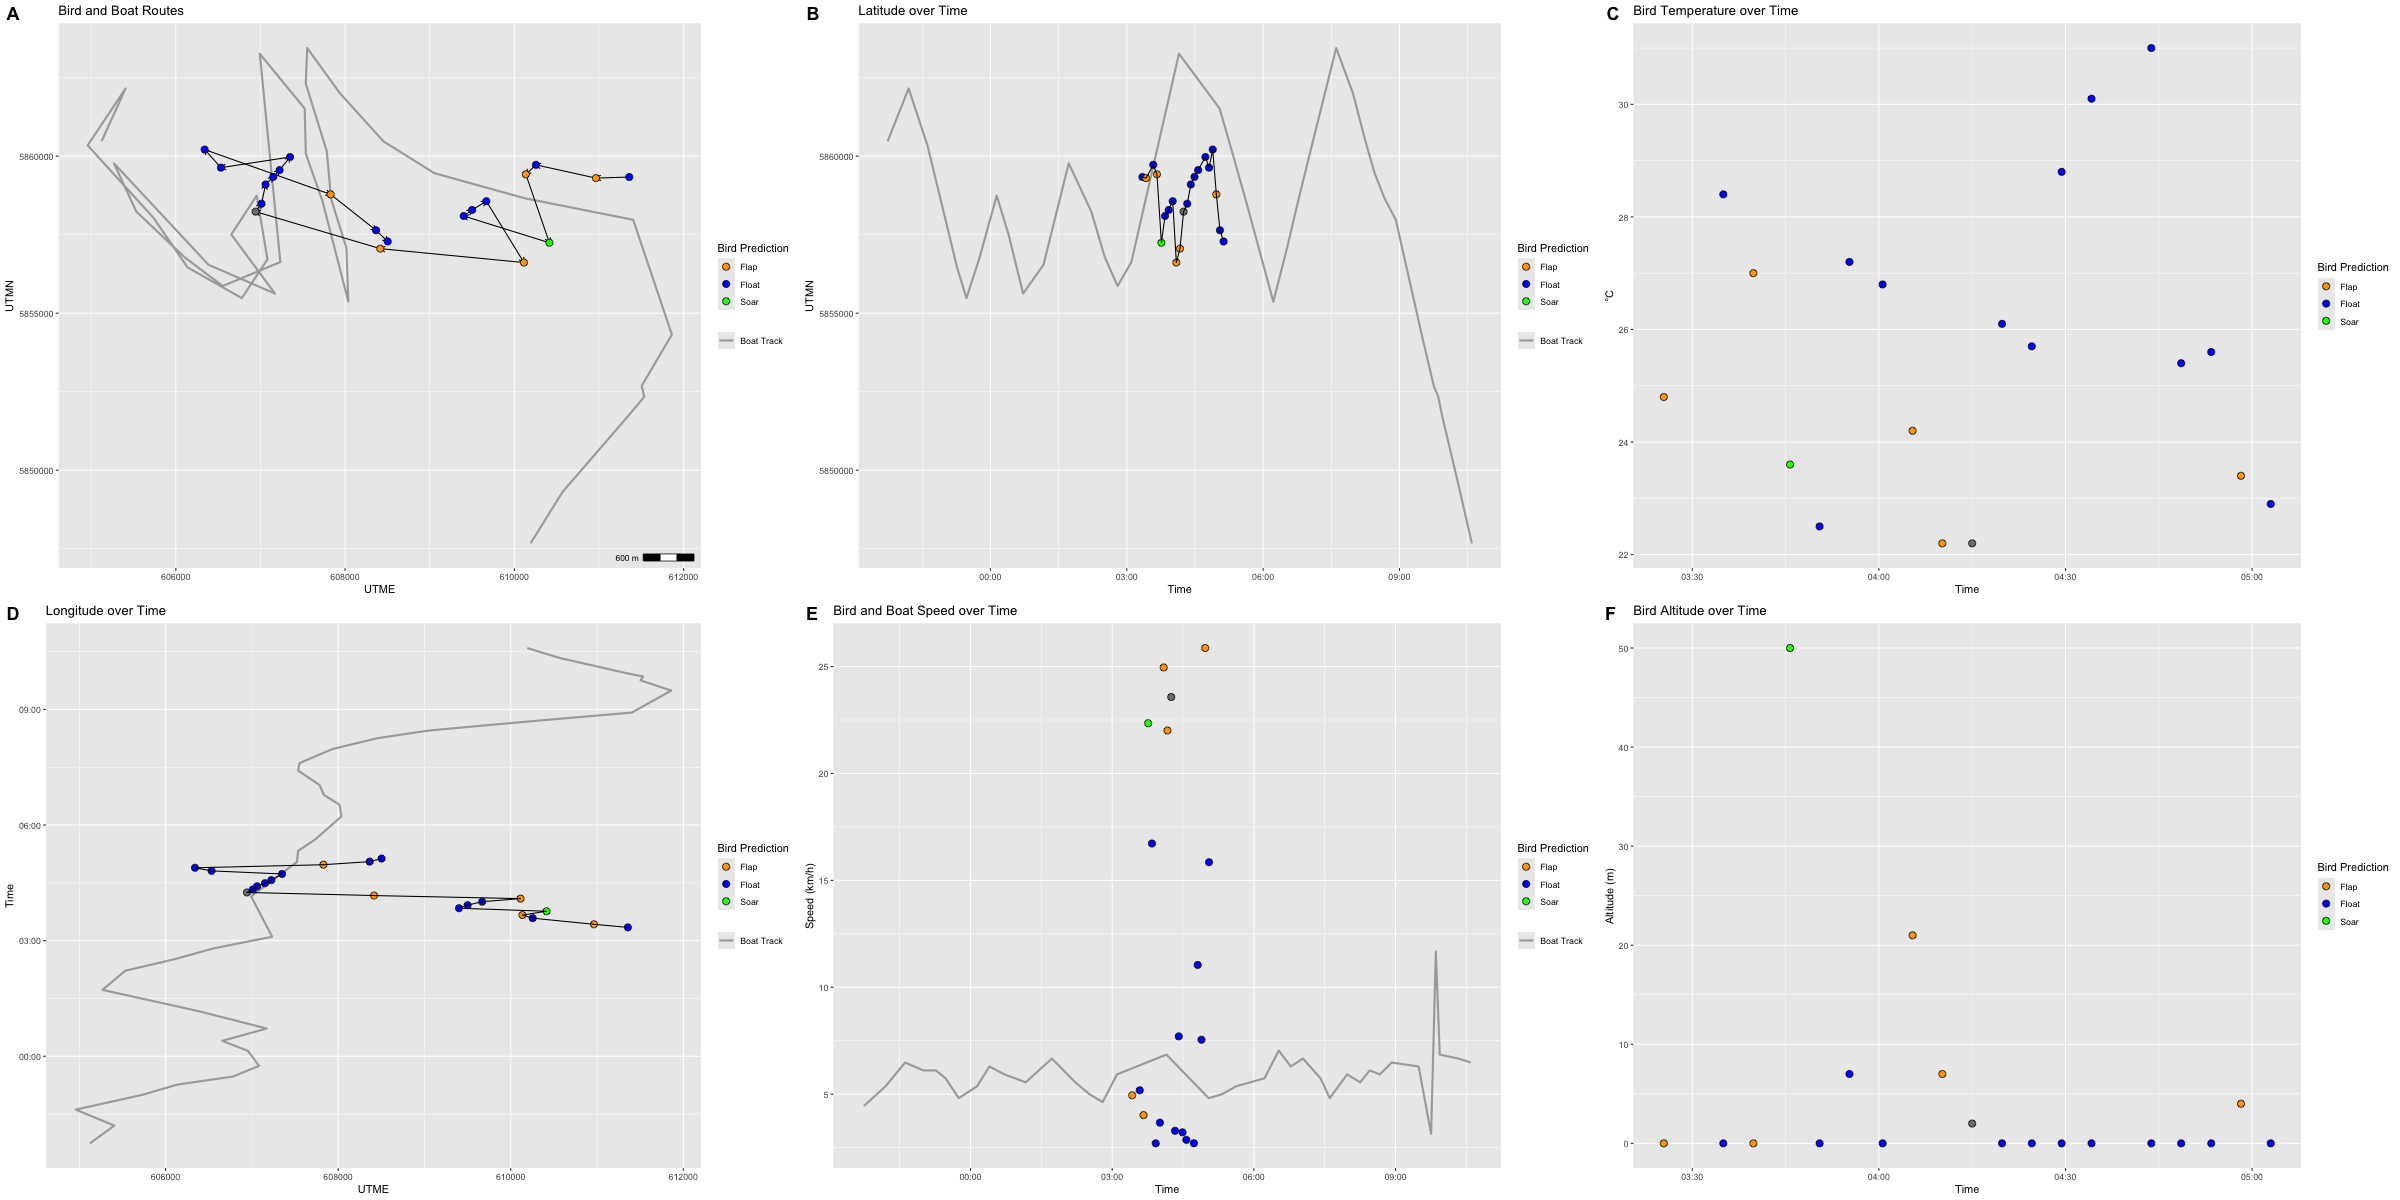 A Bird and Boat Routes
5860000
5855000
5850000
UTMN
606000 608000 610000 612000
UTME
600 m
Bird Prediction
Flap
Float
Soar
Boat Track
B Latitude over Time
5860000
5855000
5850000
UTMN
00:00 03:00 06:00 09:00
Time
Bird Prediction
Flap
Float
Soar
Boat Track
C Bird Temperature over Time
30
28
26
24
22
°C
03:30 04:00 04:30 05:00
Time
Bird Prediction
Flap
Float
Soar
D Longitude over Time
09:00
06:00
03:00
00:00
Time
606000 608000 610000 612000
UTME
Bird Prediction
Flap
Float
Soar
Boat Track
E Bird and Boat Speed over Time
25
20
15
10
5
Speed (km/h)
00:00 03:00 06:00 09:00
Time
Bird Prediction
Flap
Float
Soar
Boat Track
F Bird Altitude over Time
50
40
30
20
10
0
Altitude (m)
03:30 04:00 04:30 05:00
Time
Bird Prediction
Flap
Float
Soar